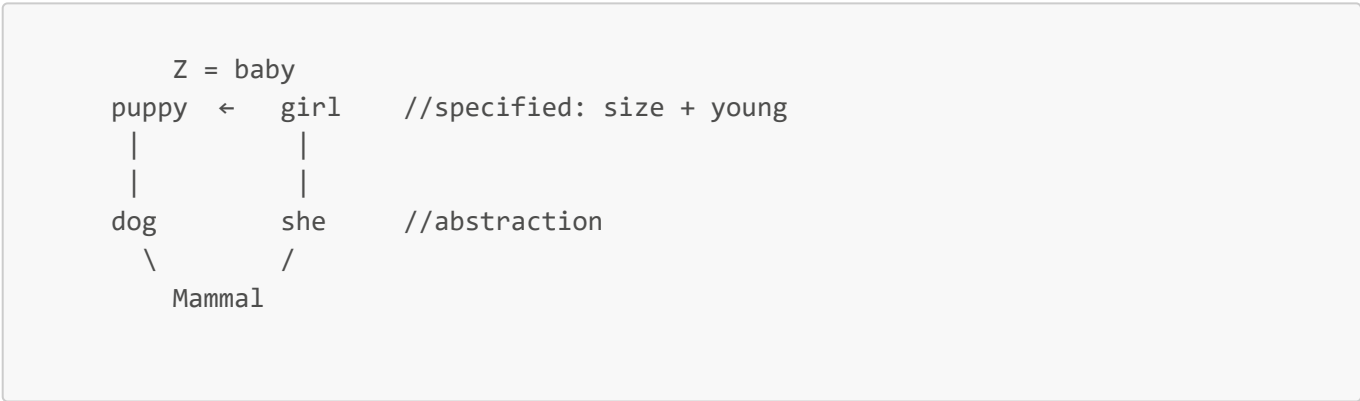 Z = baby
puppy ← girl //specified: size + young
| |
| |
dog she //abstraction
\ /
Mammal